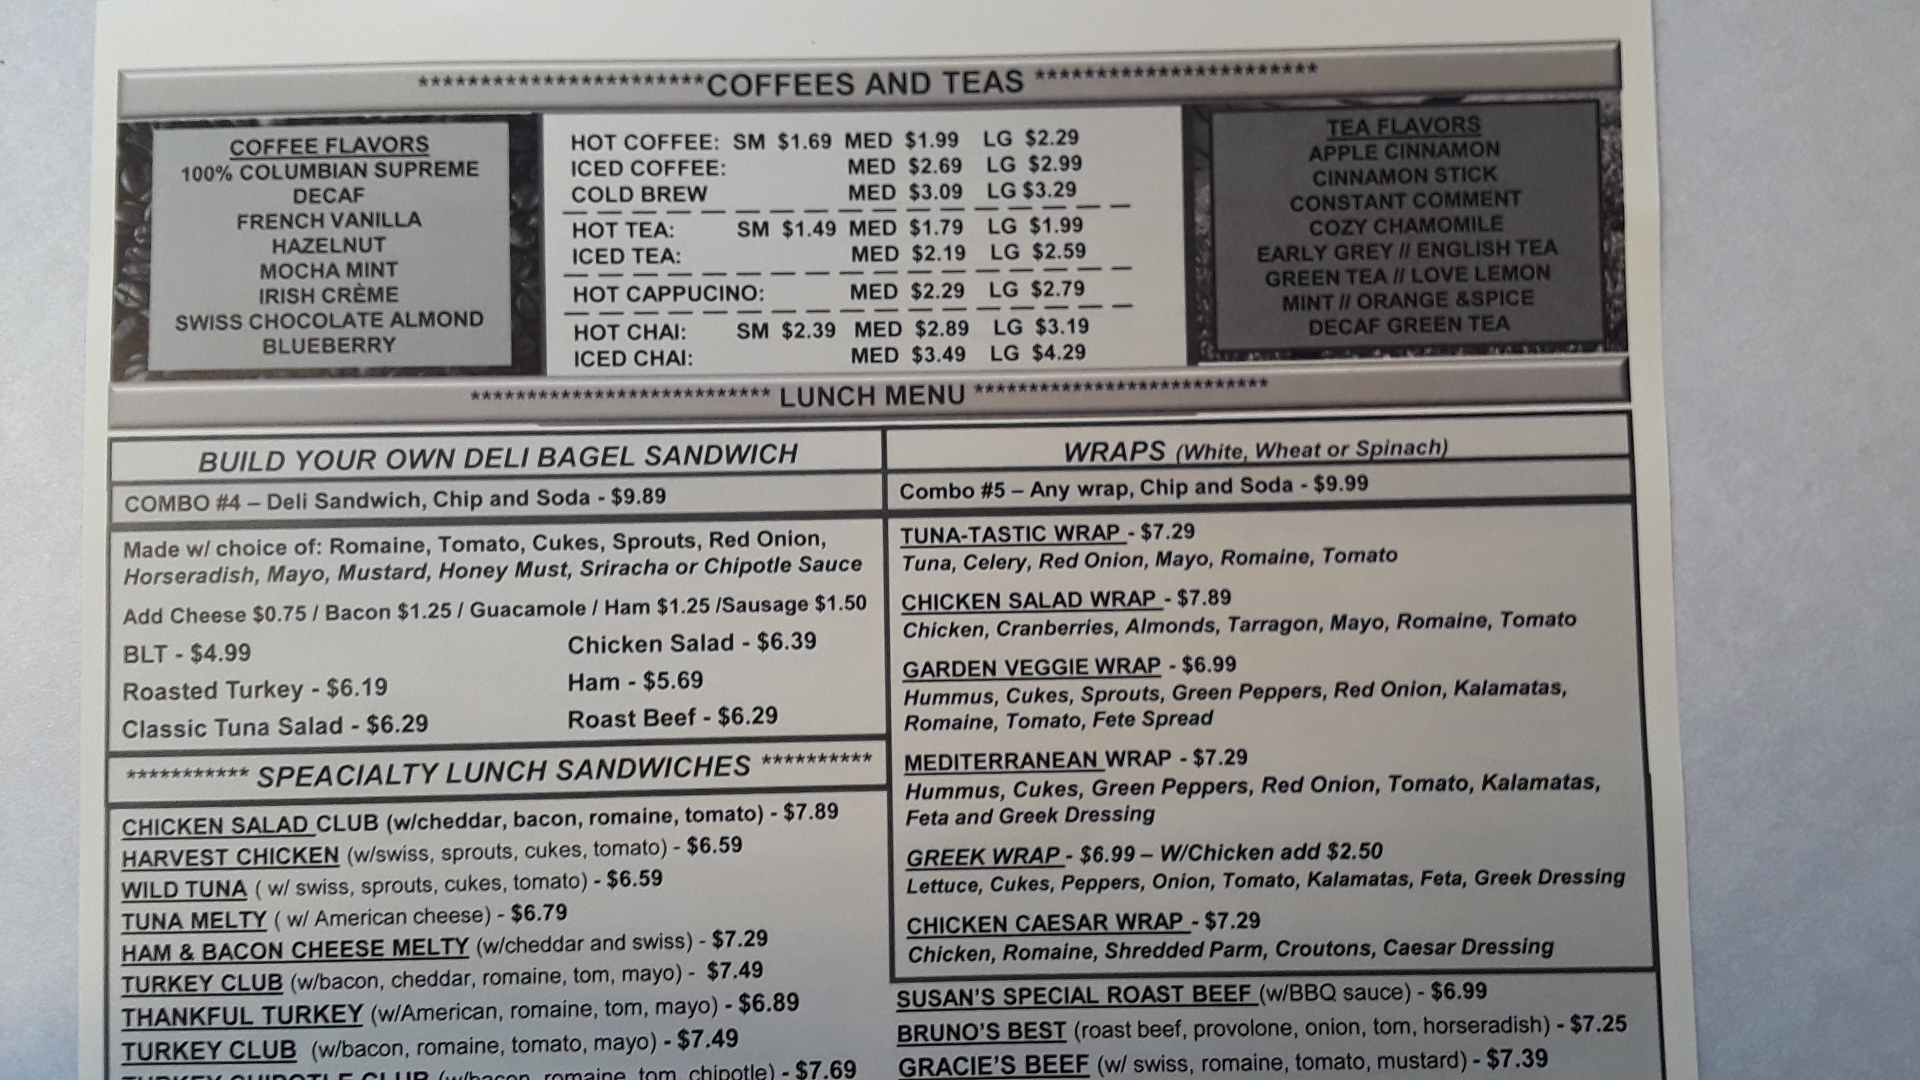 ***********************COFFEES AND TEAS ***********************
COFFEE FLAVORS
100% COLUMBIAN SUPREME
DECAF
FRENCH VANILLA
HAZELNUT
MOCHA MINT
IRISH CRÈME
SWISS CHOCOLATE ALMOND
BLUEBERRY
HOT COFFEE: SM $1.69 MED $1.99 LG $2.29
ICED COFFEE: MED $2.69 LG $2.99
COLD BREW MED $3.09 LG $3.29
HOT TEA: SM $1.49 MED $1.79 LG $1.99
ICED TEA: MED $2.19 LG $2.59
HOT CAPPUCINO: MED $2.29 LG $2.79
HOT CHAI: SM $2.39 MED $2.89 LG $3.19
ICED CHAI: MED $3.49 LG $4.29
TEA FLAVORS
APPLE CINNAMON
CINNAMON STICK
CONSTANT COMMENT
COZY CHAMOMILE
EARLY GREY // ENGLISH TEA
GREEN TEA // LOVE LEMON
MINT // ORANGE &SPICE
DECAF GREEN TEA
*************************** LUNCH MENU ***************************
BUILD YOUR OWN DELI BAGEL SANDWICH
COMBO #4 – Deli Sandwich, Chip and Soda - $9.89
Made w/ choice of: Romaine, Tomato, Cukes, Sprouts, Red Onion,
Horseradish, Mayo, Mustard, Honey Must, Sriracha or Chipotle Sauce
Add Cheese $0.75 / Bacon $1.25 / Guacamole / Ham $1.25 /Sausage $1.50
BLT - $4.99
Chicken Salad - $6.39
Roasted Turkey - $6.19
Ham - $5.69
Classic Tuna Salad - $6.29
Roast Beef - $6.29
*********** SPEACIALTY LUNCH SANDWICHES **********
CHICKEN SALAD CLUB (w/cheddar, bacon, romaine, tomato) - $7.89
HARVEST CHICKEN (w/swiss, sprouts, cukes, tomato) - $6.59
WILD TUNA ( w/ swiss, sprouts, cukes, tomato) - $6.59
TUNA MELTY ( w/ American cheese) - $6.79
HAM & BACON CHEESE MELTY (w/cheddar and swiss) - $7.29
TURKEY CLUB (w/bacon, cheddar, romaine, tom, mayo) - $7.49
THANKFUL TURKEY (w/American, romaine, tom, mayo) - $6.89
TURKEY CLUB (w/bacon, romaine, tomato, mayo) - $7.49
TURKEY CHIPOTLE CLUB (w/bacon, romaine, tom, chipotle) - $7.69
WRAPS (White, Wheat or Spinach)
Combo #5 – Any wrap, Chip and Soda - $9.99
TUNA-TASTIC WRAP - $7.29
Tuna, Celery, Red Onion, Mayo, Romaine, Tomato
CHICKEN SALAD WRAP - $7.89
Chicken, Cranberries, Almonds, Tarragon, Mayo, Romaine, Tomato
GARDEN VEGGIE WRAP - $6.99
Hummus, Cukes, Sprouts, Green Peppers, Red Onion, Kalamatas,
Romaine, Tomato, Fete Spread
MEDITERRANEAN WRAP - $7.29
Hummus, Cukes, Green Peppers, Red Onion, Tomato, Kalamatas,
Feta and Greek Dressing
GREEK WRAP - $6.99 – W/Chicken add $2.50
Lettuce, Cukes, Peppers, Onion, Tomato, Kalamatas, Feta, Greek Dressing
CHICKEN CAESAR WRAP - $7.29
Chicken, Romaine, Shredded Parm, Croutons, Caesar Dressing
SUSAN'S SPECIAL ROAST BEEF (w/BBQ sauce) - $6.99
BRUNO'S BEST (roast beef, provolone, onion, tom, horseradish) - $7.25
GRACIE'S BEEF (w/ swiss, romaine, tomato, mustard) - $7.39